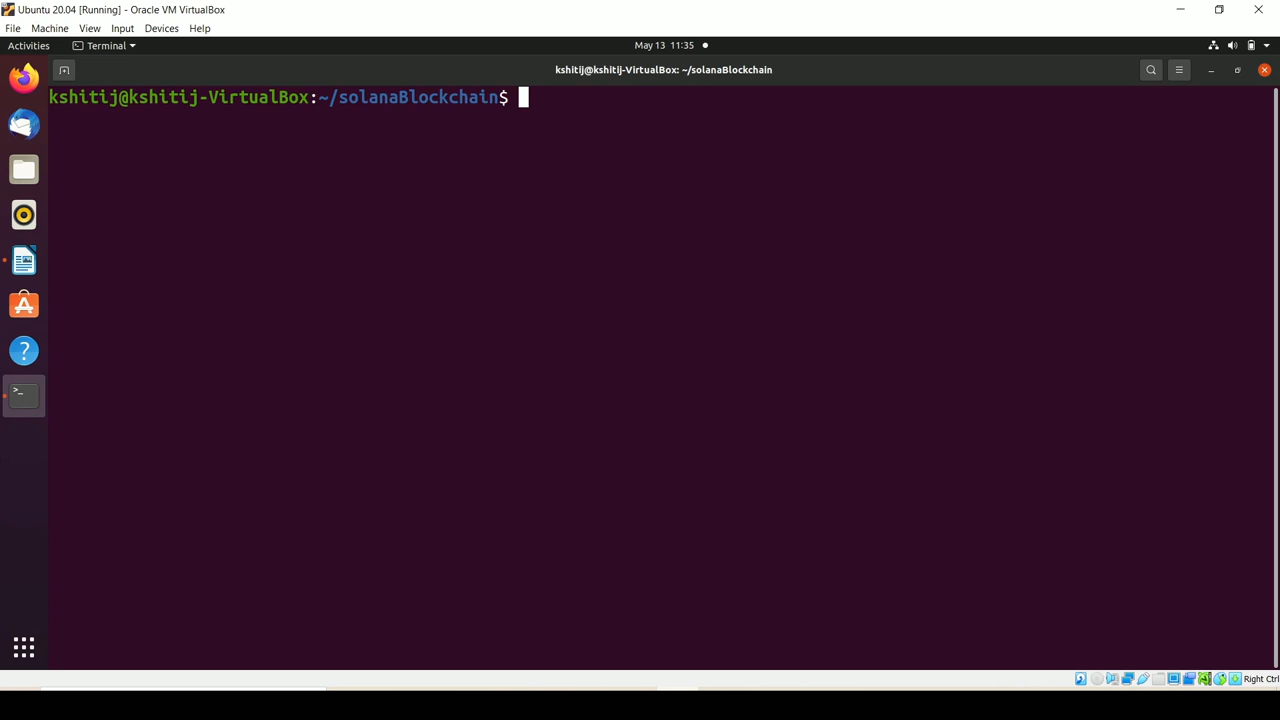 Ubuntu 20.04 [Running] - Oracle VM VirtualBox
File Machine View Input Devices Help
Activities Terminal May 13 11:35
kshitij@kshitij-VirtualBox: ~/solanaBlockchain
kshitij@kshitij-VirtualBox:~/solanaBlockchain$
Right Ctrl